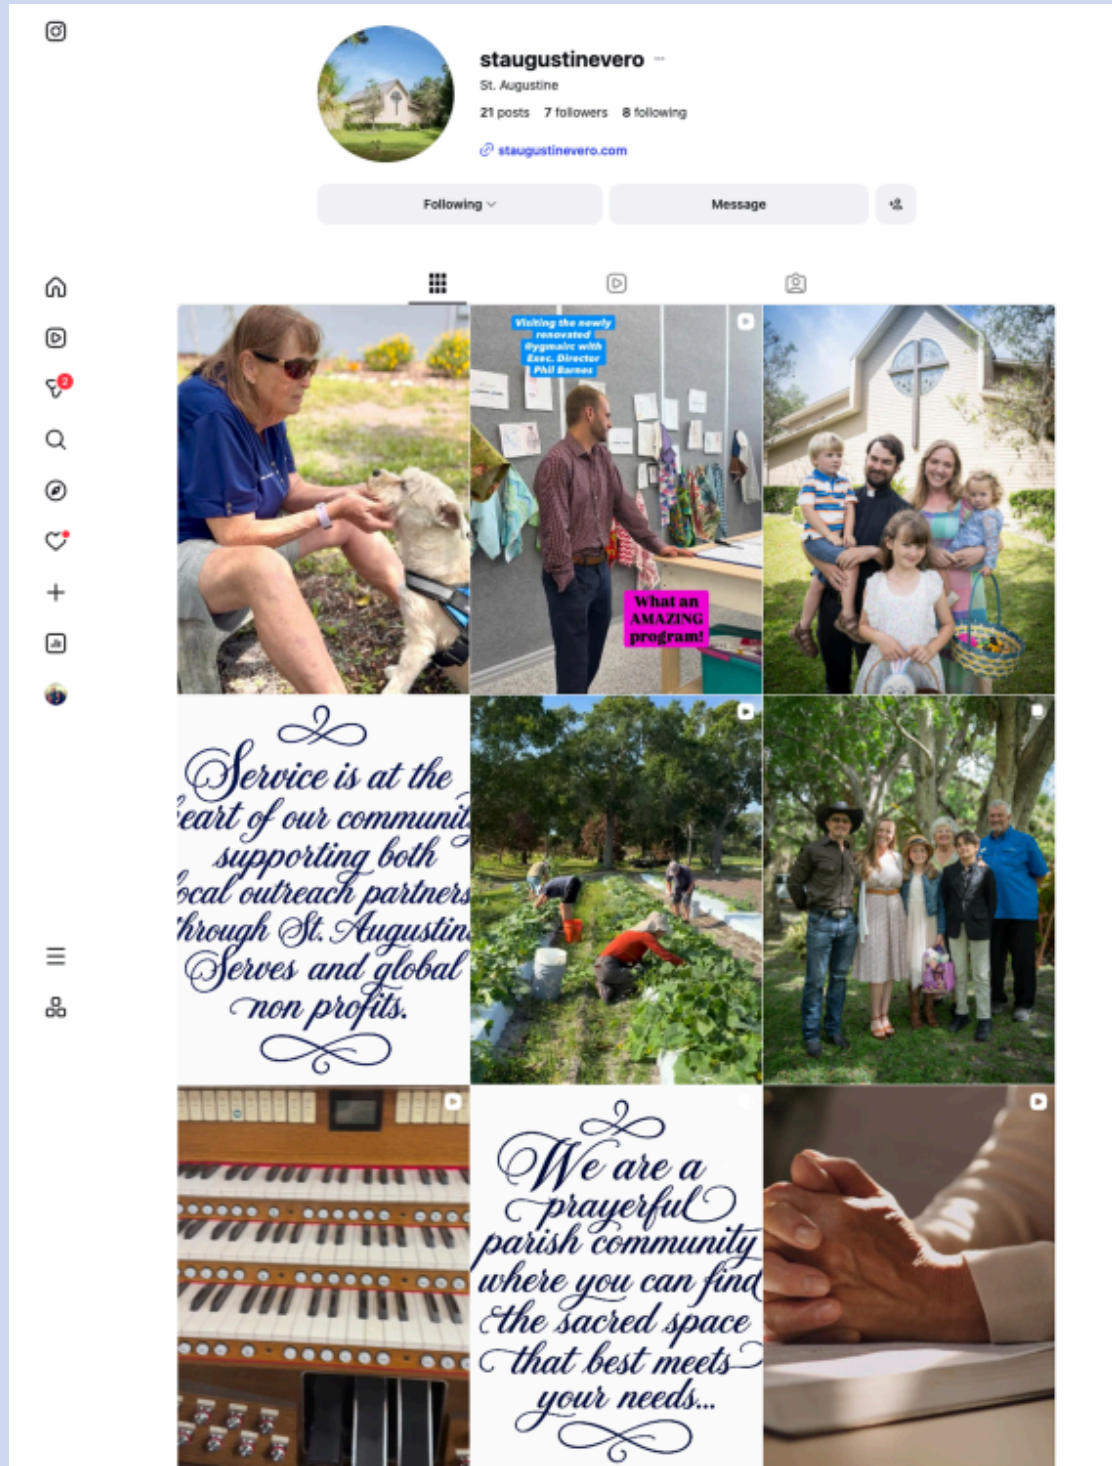 staugustinevero
St. Augustine
21 posts 7 followers 8 following
staugustinevero.com
Following
Message
2
Visiting the newly
renovated
@ygmairc with
Exec. Director
Phil Barnes
What an
AMAZING
program!
Service is at the
eart of our communit
supporting both
ocal outreach partners
through St. Augustin
Serves and global
non profits.
We are a
prayerful
parish community
where you can find
the sacred space
that best meets
your needs...